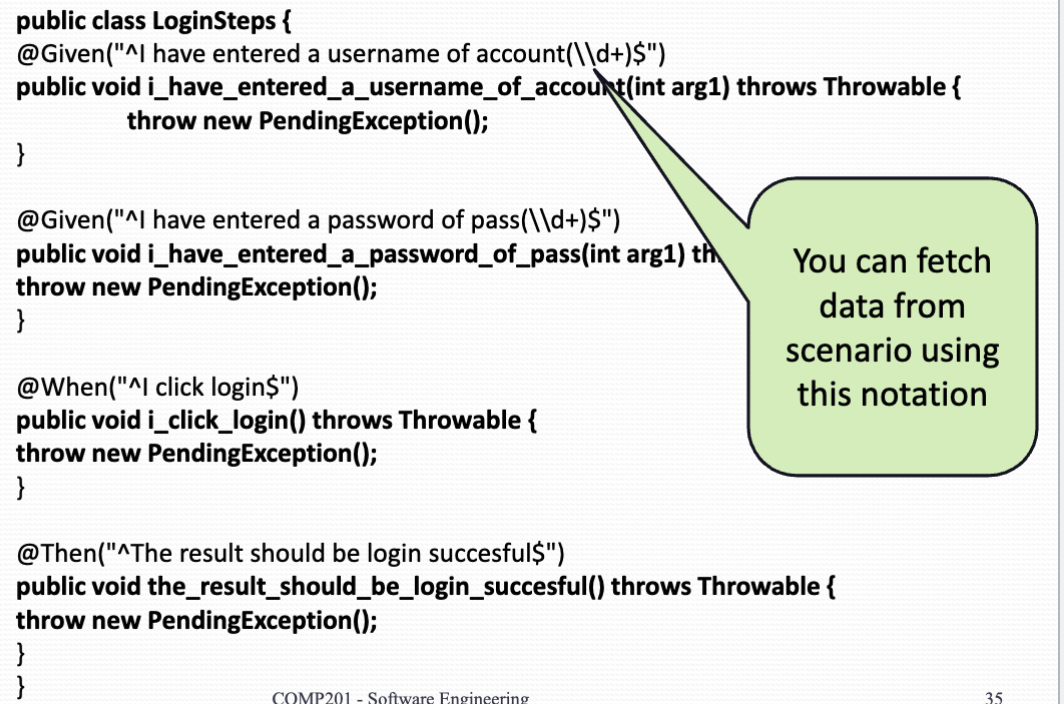 public class LoginSteps {
@Given("^I have entered a username of account(\\d+)$")
public void i_have_entered_a_username_of_account(int arg1) throws Throwable {
throw new PendingException();
}
@Given("^I have entered a password of pass(\\d+)$")
public void i_have_entered_a_password_of_pass(int arg1) th
throw new PendingException();
}
@When("^I click login$")
public void i_click_login() throws Throwable {
throw new PendingException();
}
@Then("^The result should be login succesful$")
public void the_result_should_be_login_succesful() throws Throwable {
throw new PendingException();
}
}
You can fetch
data from
scenario using
this notation
COMP201 - Software Engineering
35